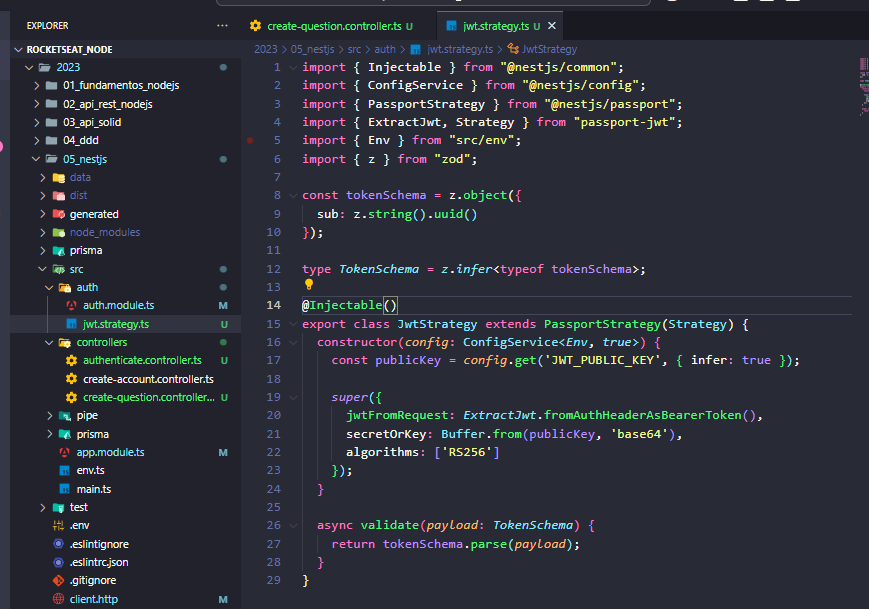 EXPLORER
ROCKETSEAT_NODE
2023
01_fundamentos_nodejs
02_api_rest_nodejs
03_api_solid
04_ddd
05_nestjs
data
dist
generated
node_modules
prisma
src
auth
auth.module.ts M
jwt.strategy.ts U
controllers
authenticate.controller.ts U
create-account.controller.ts
create-question.controller... U
pipe
prisma
app.module.ts M
env.ts
main.ts
test
.env
.eslintignore
.eslintrc.json
.gitignore
client.http M
create-question.controller.ts U
jwt.strategy.ts U ×
2023 > 05_nestjs > src > auth > jwt.strategy.ts > JwtStrategy
1 import { Injectable } from "@nestjs/common";
2 import { ConfigService } from "@nestjs/config";
3 import { PassportStrategy } from "@nestjs/passport";
4 import { ExtractJwt, Strategy } from "passport-jwt";
5 import { Env } from "src/env";
6 import { z } from "zod";
7
8 const tokenSchema = z.object({
9 sub: z.string().uuid()
10 });
11
12 type TokenSchema = z.infer<typeof tokenSchema>;
13
14 @Injectable()
15 export class JwtStrategy extends PassportStrategy(Strategy) {
16 constructor(config: ConfigService<Env, true>) {
17 const publicKey = config.get('JWT_PUBLIC_KEY', { infer: true });
18
19 super({
20 jwtFromRequest: ExtractJwt.fromAuthHeaderAsBearerToken(),
21 secretOrKey: Buffer.from(publicKey, 'base64'),
22 algorithms: ['RS256']
23 });
24 }
25
26 async validate(payload: TokenSchema) {
27 return tokenSchema.parse(payload);
28 }
29 }